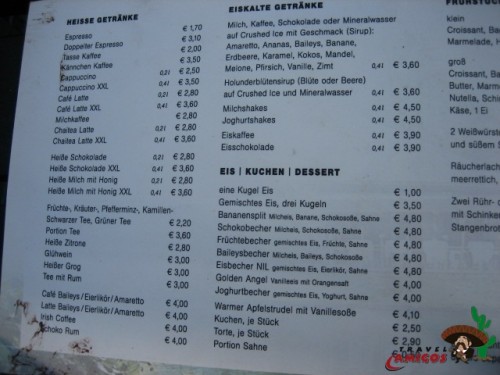 HEISSE GETRÄNKE
Espresso € 1,70
Doppelter Espresso € 3,10
Tasse Kaffee € 2,00
Kännchen Kaffee € 3,50
Cappuccino 0,2l € 2,50
Cappuccino XXL 0,4l € 3,50
Café Latte 0,2l € 2,80
Café Latte XXL 0,4l € 3,60
Milchkaffee € 2,80
Chaitea Latte 0,2l € 2,80
Chaitea Latte XXL 0,4l € 3,60
Heiße Schokolade 0,2l € 2,80
Heiße Schokolade XXL 0,4l € 3,60
Heiße Milch mit Honig 0,2l € 2,80
Heiße Milch mit Honig XXL 0,4l € 3,60
Früchte-, Kräuter-, Pfefferminz-, Kamillen-
Schwarzer Tee, Grüner Tee € 2,20
Portion Tee € 3,60
Heiße Zitrone € 2,80
Glühwein € 3,00
Heißer Grog € 3,00
Tee mit Rum € 3,00
Café Baileys/Eierlikör/Amaretto € 4,00
Latte Baileys/Eierlikör/Amaretto € 4,00
Irish Coffee € 4,00
Schoko Rum € 4,00
EISKALTE GETRÄNKE
Milch, Kaffee, Schokolade oder Mineralwasser
auf Crushed Ice mit Geschmack (Sirup):
Amaretto, Ananas, Baileys, Banane,
Erdbeere, Karamel, Kokos, Mandel,
Melone, Pfirsich, Vanille, Zimt 0,4l € 3,60
Holunderblütensirup (Blüte oder Beere)
auf Crushed Ice und Mineralwasser 0,4l € 3,60
Milchshakes 0,4l € 4,50
Joghurtshakes 0,4l € 4,50
Eiskaffee 0,4l € 3,90
Eisschokolade 0,4l € 3,90
EIS | KUCHEN | DESSERT
eine Kugel Eis € 1,00
Gemischtes Eis, drei Kugeln € 3,50
Bananensplit Milcheis, Banane, Schokosoße, Sahne € 4,80
Schokobecher Milcheis, Schokosoße, Sahne € 4,80
Früchtebecher gemischtes Eis, Früchte, Sahne € 4,80
Baileysbecher Milcheis, Baileys, Schokosoße € 4,80
Eisbecher NIL gemischtes Eis, Eierlikör, Sahne € 4,80
Golden Angel Vanilleeis mit Orangensaft € 4,80
Joghurtbecher gemischtes Eis, Yoghurt, Sahne € 4,80
Warmer Apfelstrudel mit Vanillesoße € 4,10
Kuchen, je Stück € 2,50
Torte, je Stück € 2,90
Portion Sahne
FRÜHSTÜ
klein
Croissant, Ba
Marmelade, H
groß
Croissant, Ba
Butter, Marme
Nutella, Schin
Käse, 1 Ei
2 Weißwürste
und süßem S
Räucherlach
meerrettich,
Zwei Rühr- o
mit Schinken
Stangenbrot
TRAVEL
AMIGOS